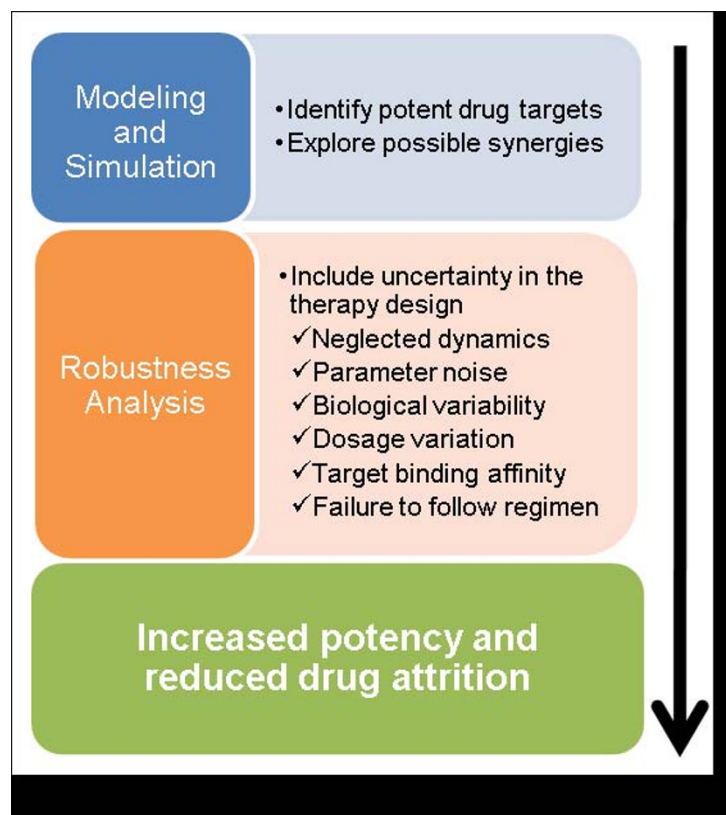 Modeling
and
Simulation
•Identify potent drug targets
•Explore possible synergies
Robustness
Analysis
•Include uncertainty in the
therapy design
✓Neglected dynamics
✓Parameter noise
✓Biological variability
✓Dosage variation
✓Target binding affinity
✓Failure to follow regimen
Increased potency and
reduced drug attrition